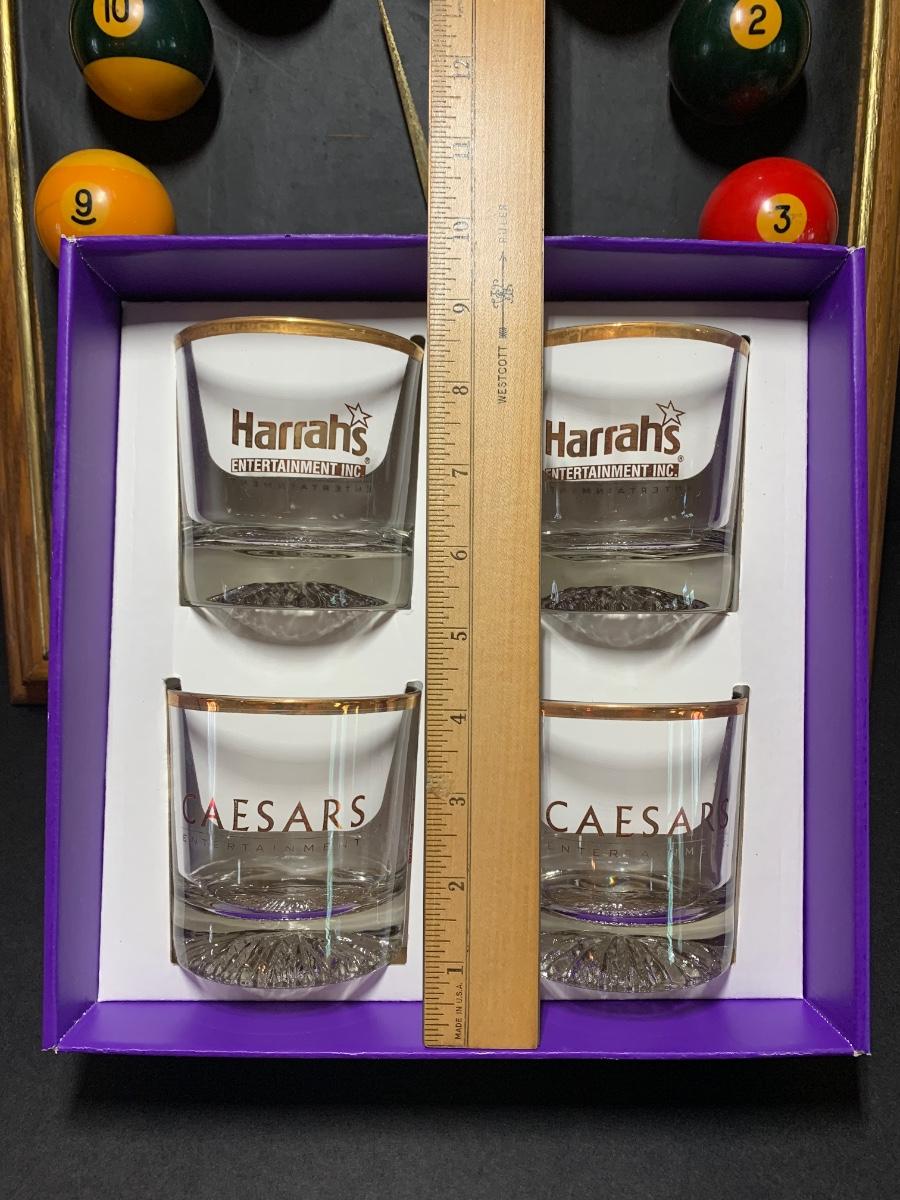 10
2
9
3
12
11
10
9
8
7
6
5
4
3
2
1
RULER
WESTCOTT
MADE IN U.S.A.
Harrah's
ENTERTAINMENT INC.®
Harrah's
ENTERTAINMENT INC.®
CAESARS
ENTERTAINMENT
CAESARS
ENTERTAINME